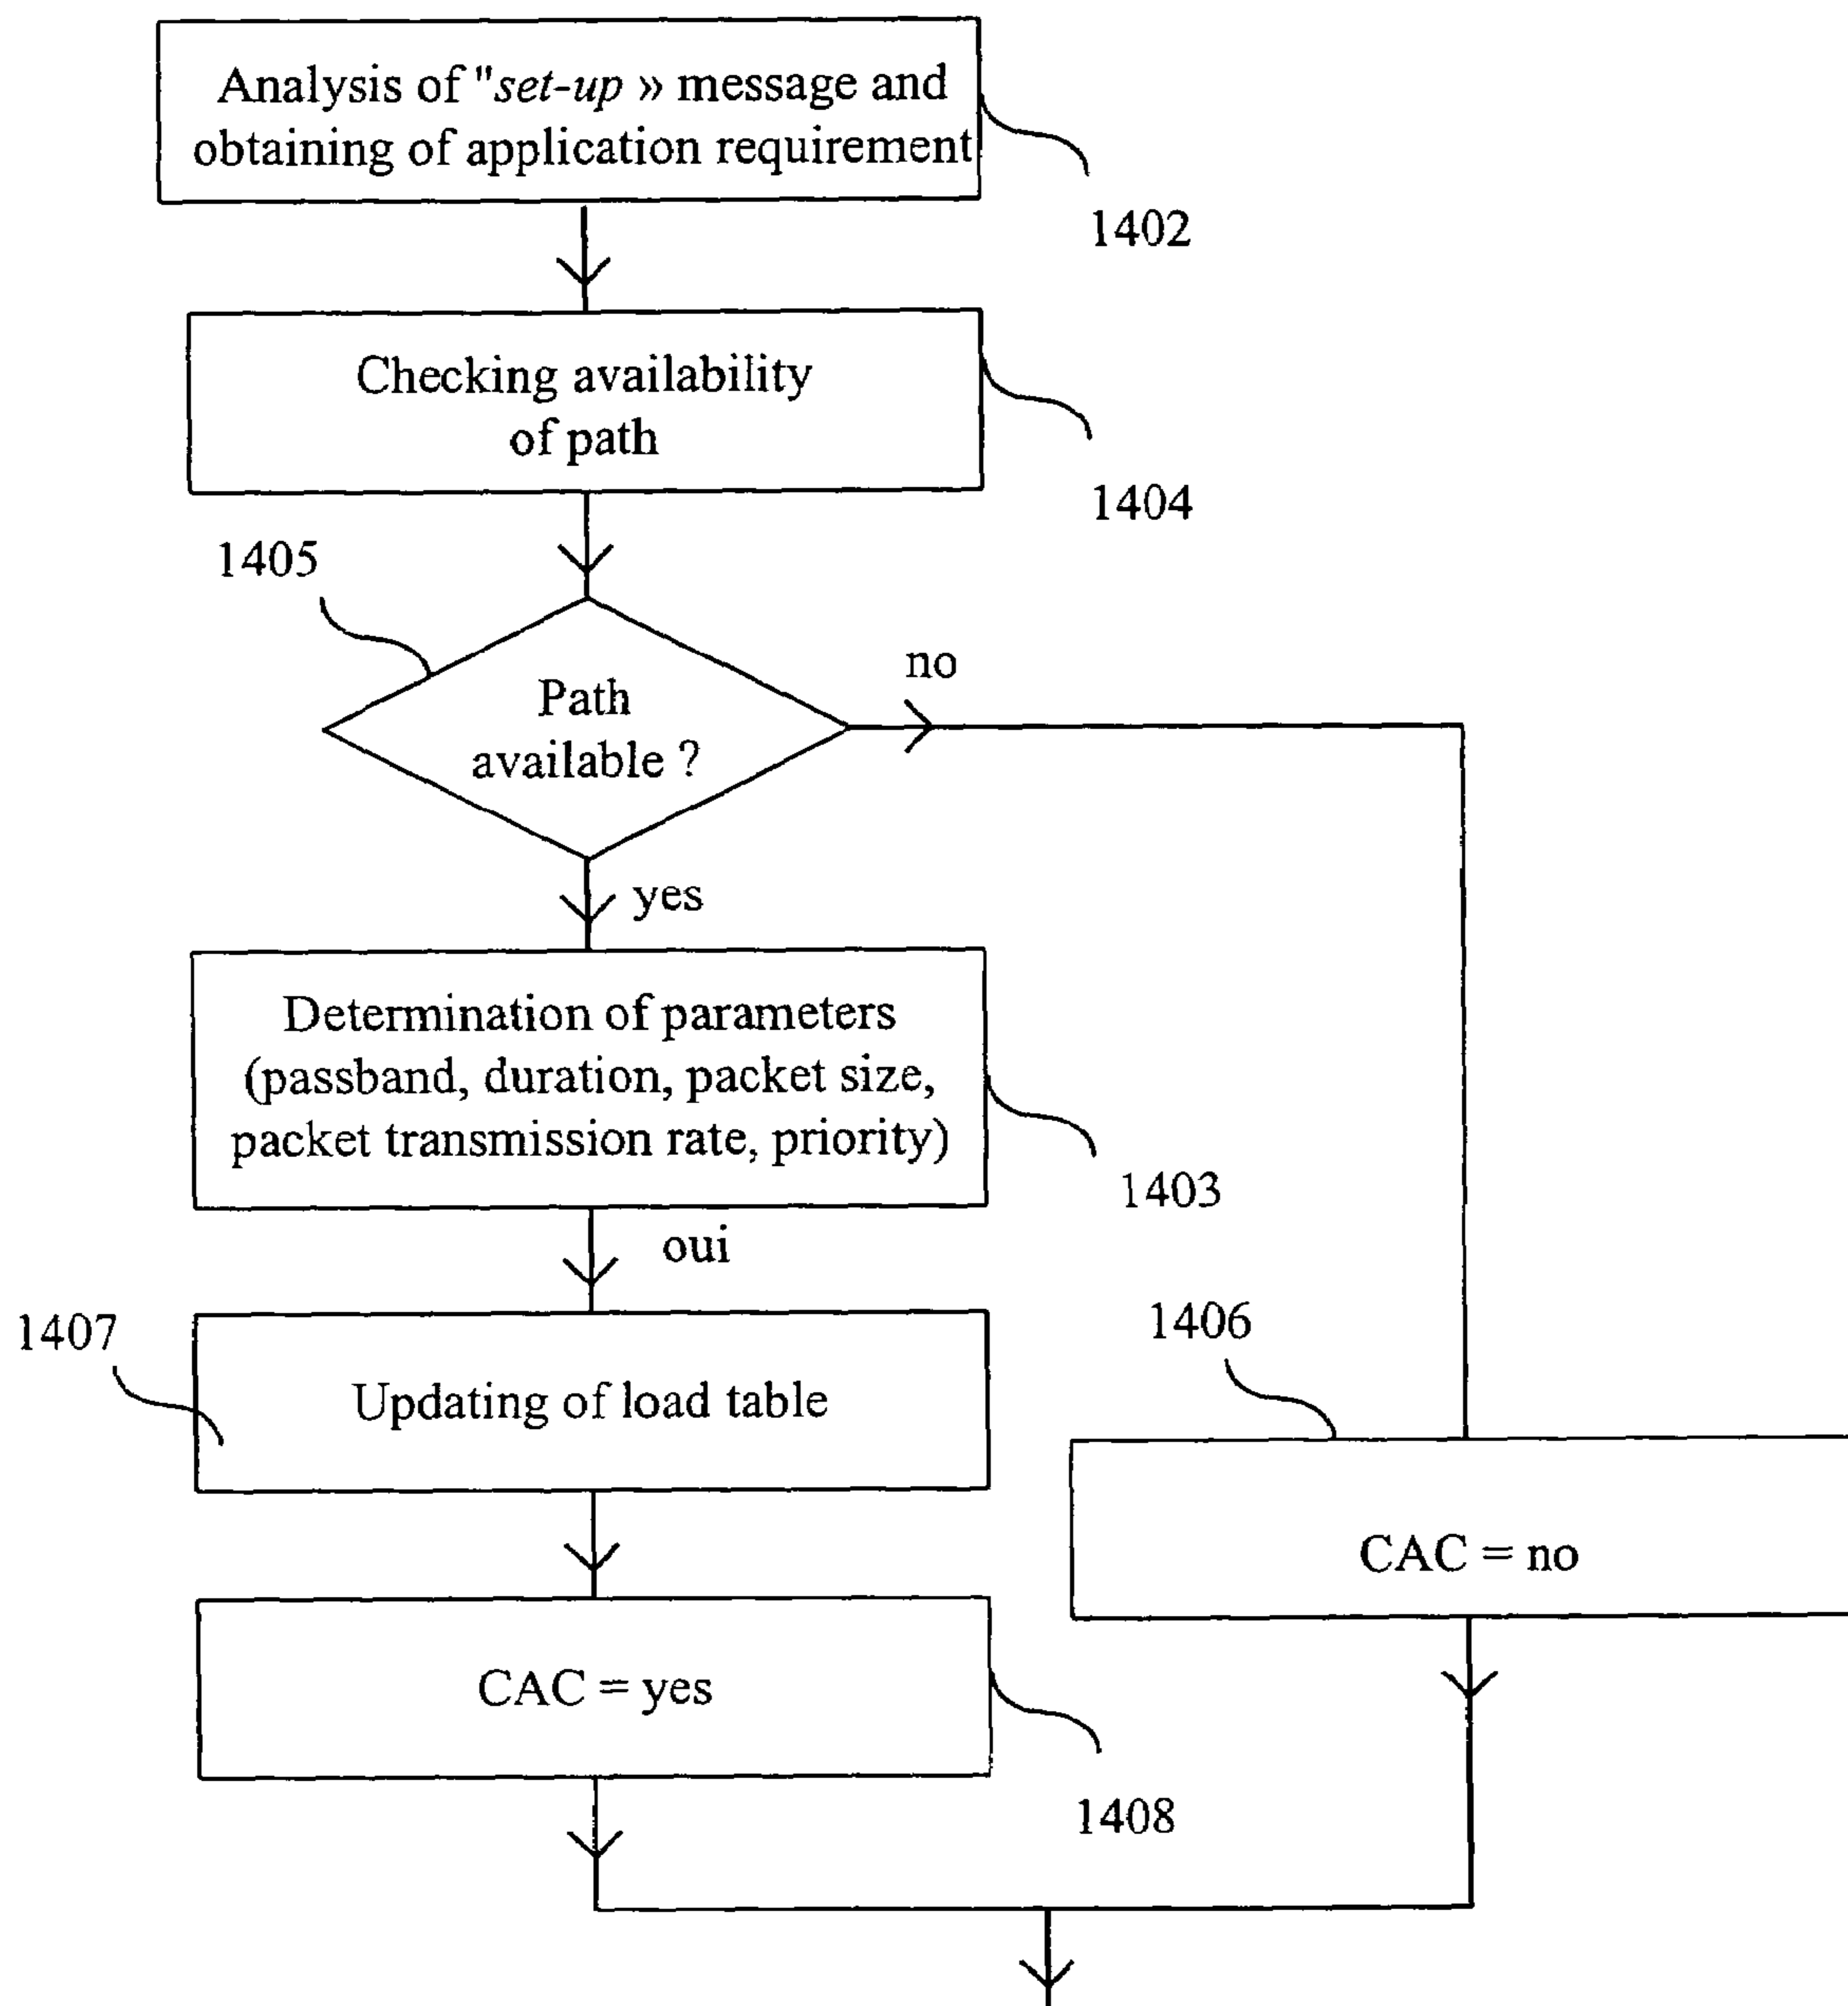 Analysis of "set-up » message and
obtaining of application requirement
1402
Checking availability
of path
1404
1405
Path
available ?
no
yes
Determination of parameters
(passband, duration, packet size,
packet transmission rate, priority)
1403
oui
1407
Updating of load table
1406
CAC = no
CAC = yes
1408